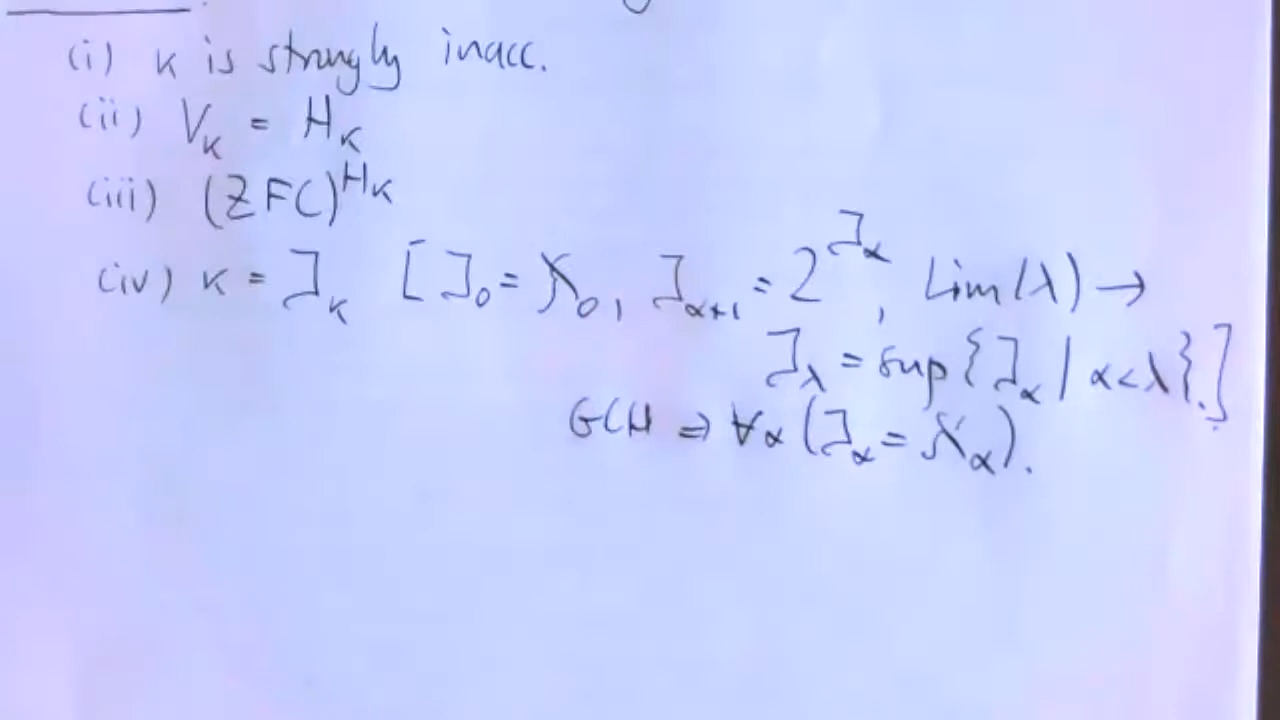 (i) κ is strongly inacc.
(ii) V_κ = H_κ
(iii) (ZFC)^{H_κ}
(iv) κ = ℶ_κ [ℶ_0 = ℵ_0, ℶ_{α+1} = 2^{ℶ_α}, Lim(λ) →
ℶ_λ = sup{ℶ_α | α<λ}.]
GCH ⇒ ∀α (ℶ_α = ℵ_α).